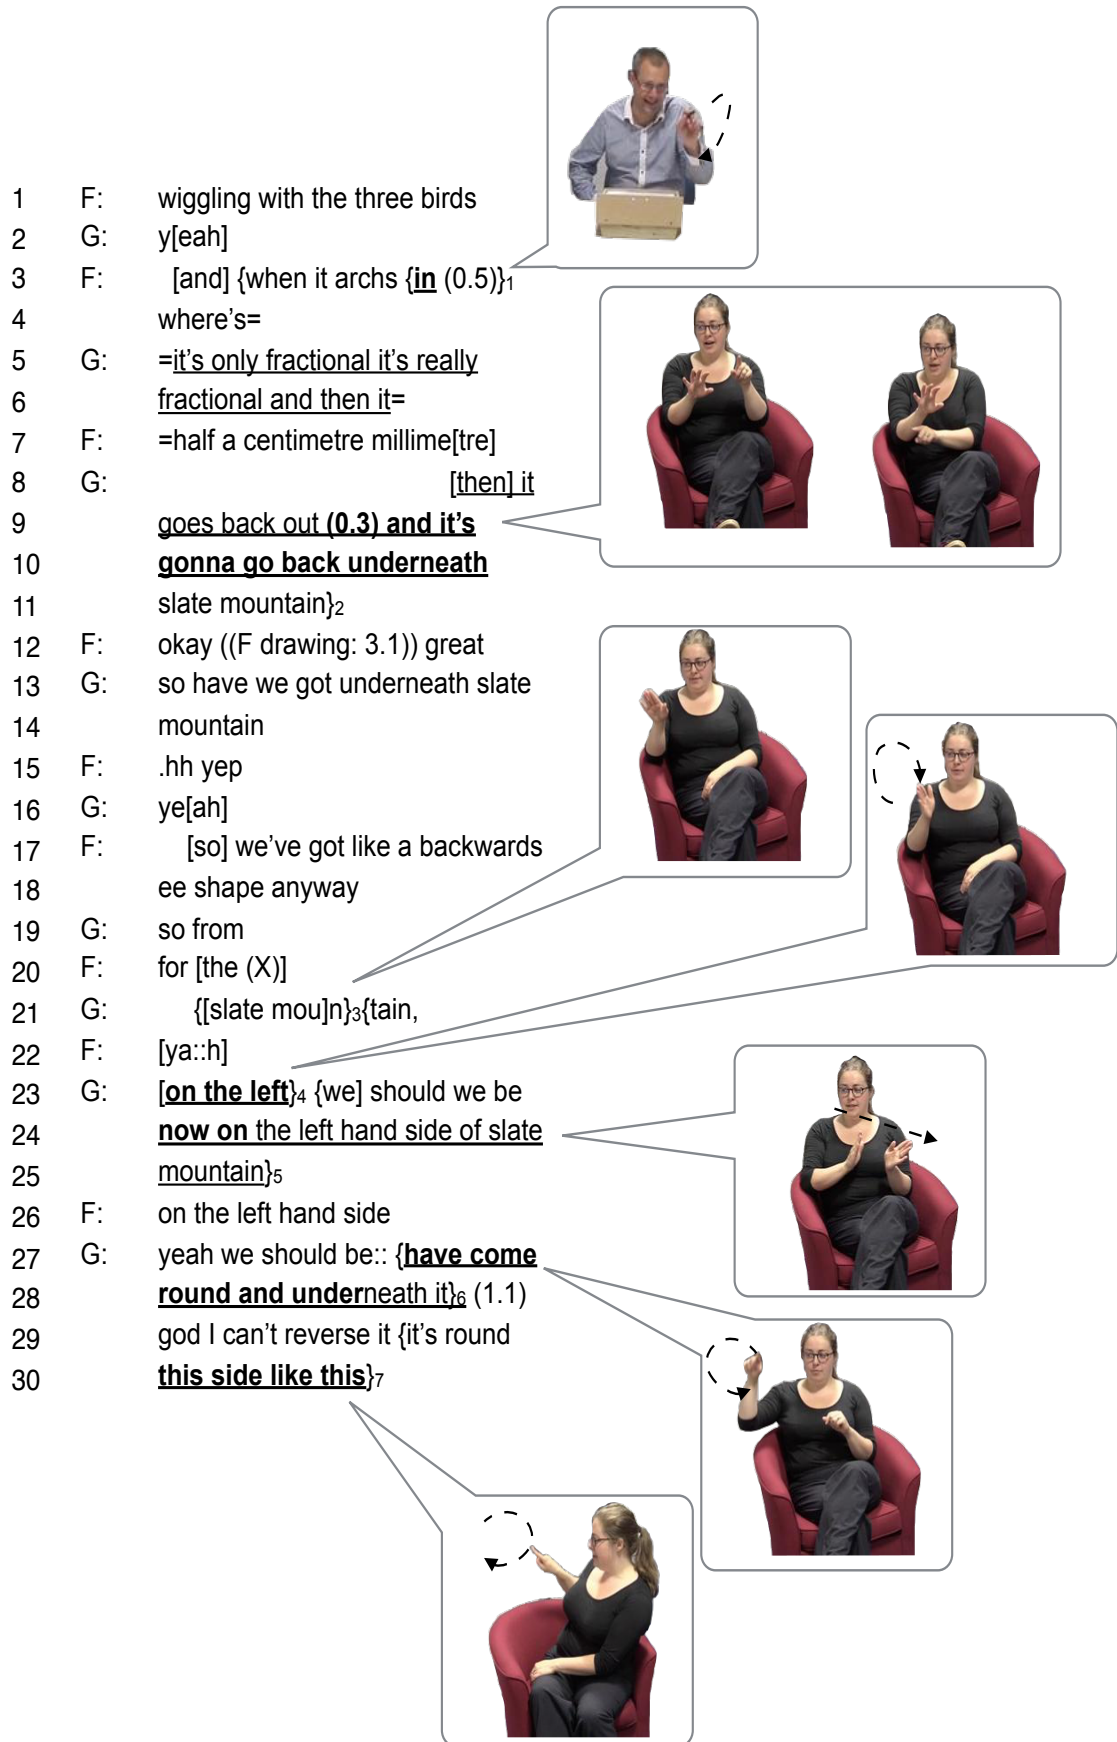 1 F: wiggling with the three birds
2 G: y[eah]
3 F: [and] {when it archs {in (0.5)}1
4 where's=
5 G: =it's only fractional it's really
6 fractional and then it=
7 F: =half a centimetre millime[tre]
8 G: [then] it
9 goes back out (0.3) and it's
10 gonna go back underneath
11 slate mountain}2
12 F: okay ((F drawing: 3.1)) great
13 G: so have we got underneath slate
14 mountain
15 F: .hh yep
16 G: ye[ah]
17 F: [so] we've got like a backwards
18 ee shape anyway
19 G: so from
20 F: for [the (X)]
21 G: {[slate mou]n}3{tain,
22 F: [ya::h]
23 G: [on the left}4 {we] should we be
24 now on the left hand side of slate
25 mountain}5
26 F: on the left hand side
27 G: yeah we should be:: {have come
28 round and underneath it}6 (1.1)
29 god I can't reverse it {it's round
30 this side like this}7